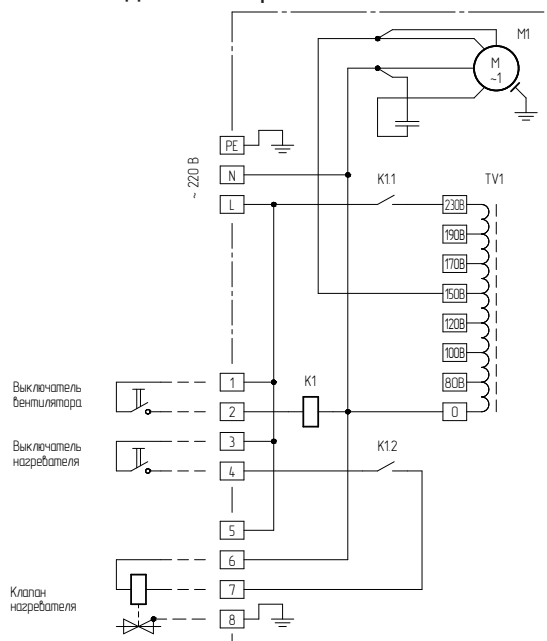 M1
M
~1
~ 220 В
PE
N
L
K1.1
TV1
230В
190В
170В
150В
120В
100В
80В
0
Выключатель
вентилятора
1
2
K1
Выключатель
нагревателя
3
4
K1.2
5
6
7
8
Клапан
нагревателя